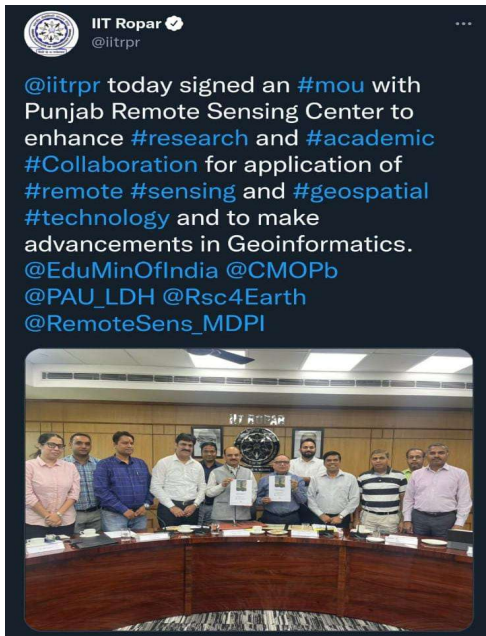 IIT Ropar
@iitrpr
@iitrpr today signed an #mou with
Punjab Remote Sensing Center to
enhance #research and #academic
#Collaboration for application of
#remote #sensing and #geospatial
#technology and to make
advancements in Geoinformatics.
@EduMinOfIndia @CMOPb
@PAU_LDH @Rsc4Earth
@RemoteSens_MDPI
IIT ROPAR